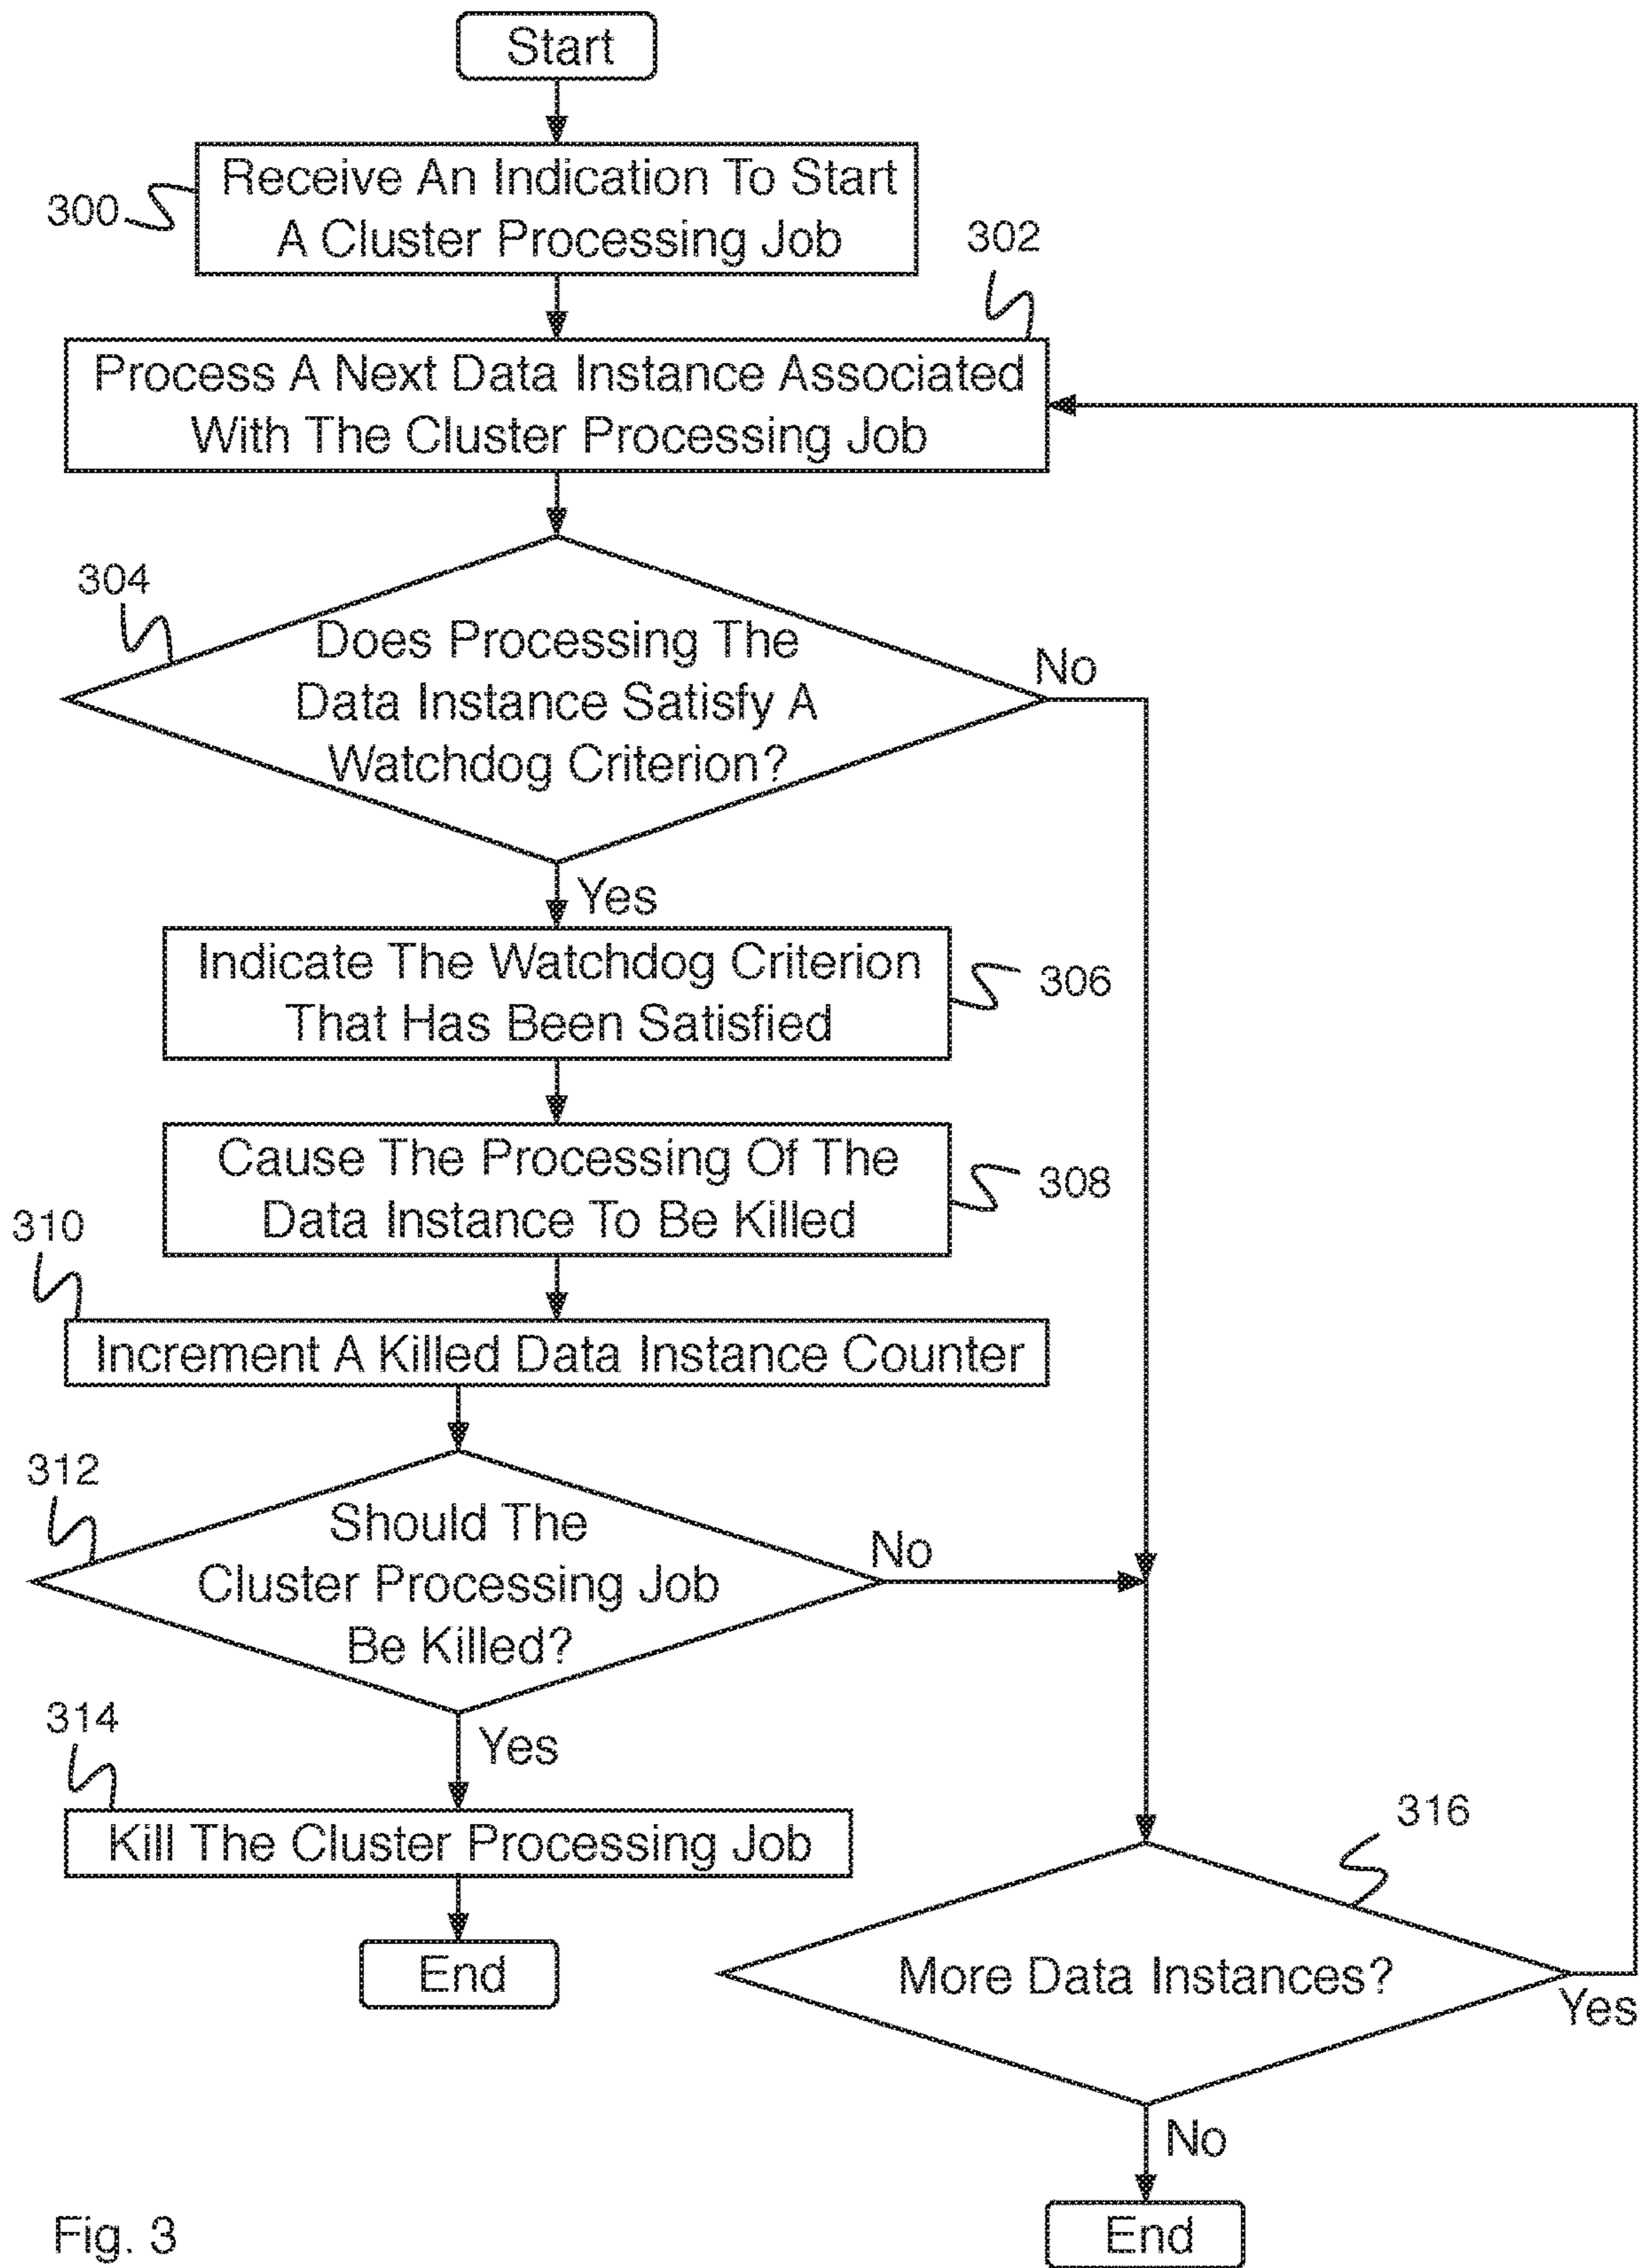 Start
300
Receive An Indication To Start
A Cluster Processing Job
302
Process A Next Data Instance Associated
With The Cluster Processing Job
304
Does Processing The
Data Instance Satisfy A
Watchdog Criterion?
No
Yes
Indicate The Watchdog Criterion
That Has Been Satisfied
306
Cause The Processing Of The
Data Instance To Be Killed
308
310
Increment A Killed Data Instance Counter
312
Should The
Cluster Processing Job
Be Killed?
No
Yes
314
Kill The Cluster Processing Job
End
316
More Data Instances?
Yes
No
End
Fig. 3